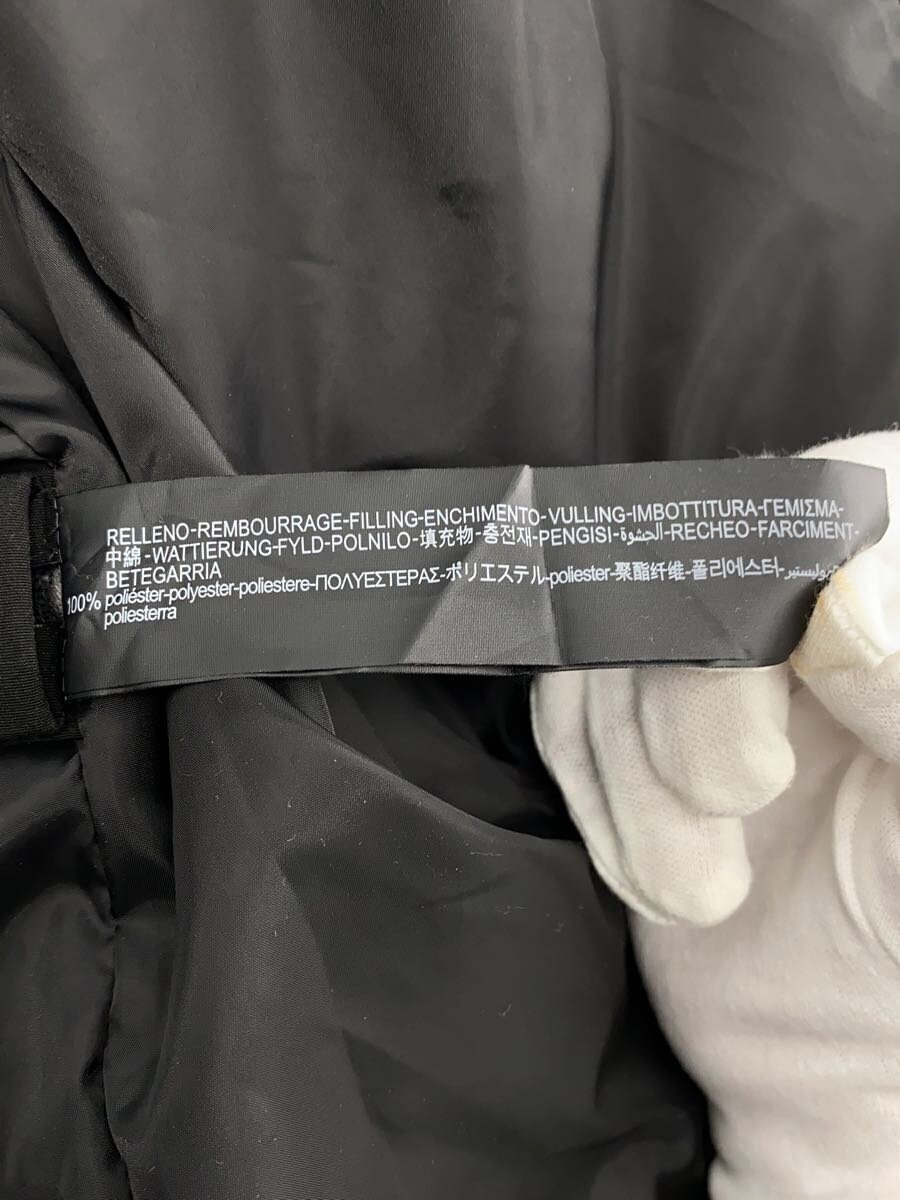 RELLENO-REMBOURRAGE-FILLING-ENCHIMENTO-VULLING-IMBOTTITURA-ΓΕΜΙΣΜΑ-
中綿-WATTIERUNG-FYLD-POLNILO-填充物-충전재-PENGISI-الحشوة-RECHEO-FARCIMENT-
BETEGARRIA
100% poliéster-polyester-poliestere-ΠΟΛΥΕΣΤΕΡΑΣ-ポリエステル-poliester-聚酯纤维-폴리에스터-بروليستير
poliesterra